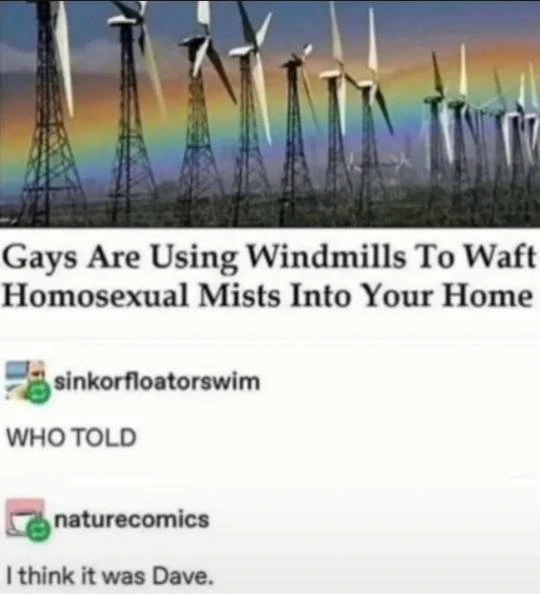 Gays Are Using Windmills To Waft
Homosexual Mists Into Your Home
sinkorfloatorswim
WHO TOLD
naturecomics
I think it was Dave.